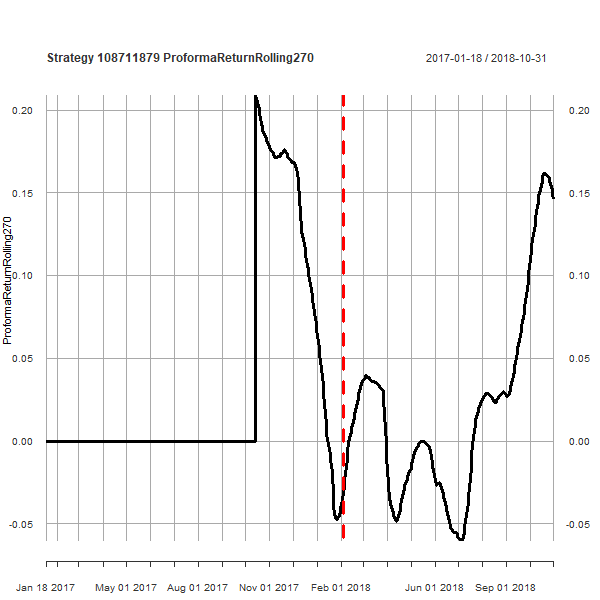 Strategy 108711879 ProformaReturnRolling270
2017-01-18 / 2018-10-31
0.20 0.20
0.15 0.15
0.10 0.10
0.05 0.05
0.00 0.00
-0.05 -0.05
ProformaReturnRolling270
Jan 18 2017 May 01 2017 Aug 01 2017 Nov 01 2017 Feb 01 2018 Jun 01 2018 Sep 01 2018